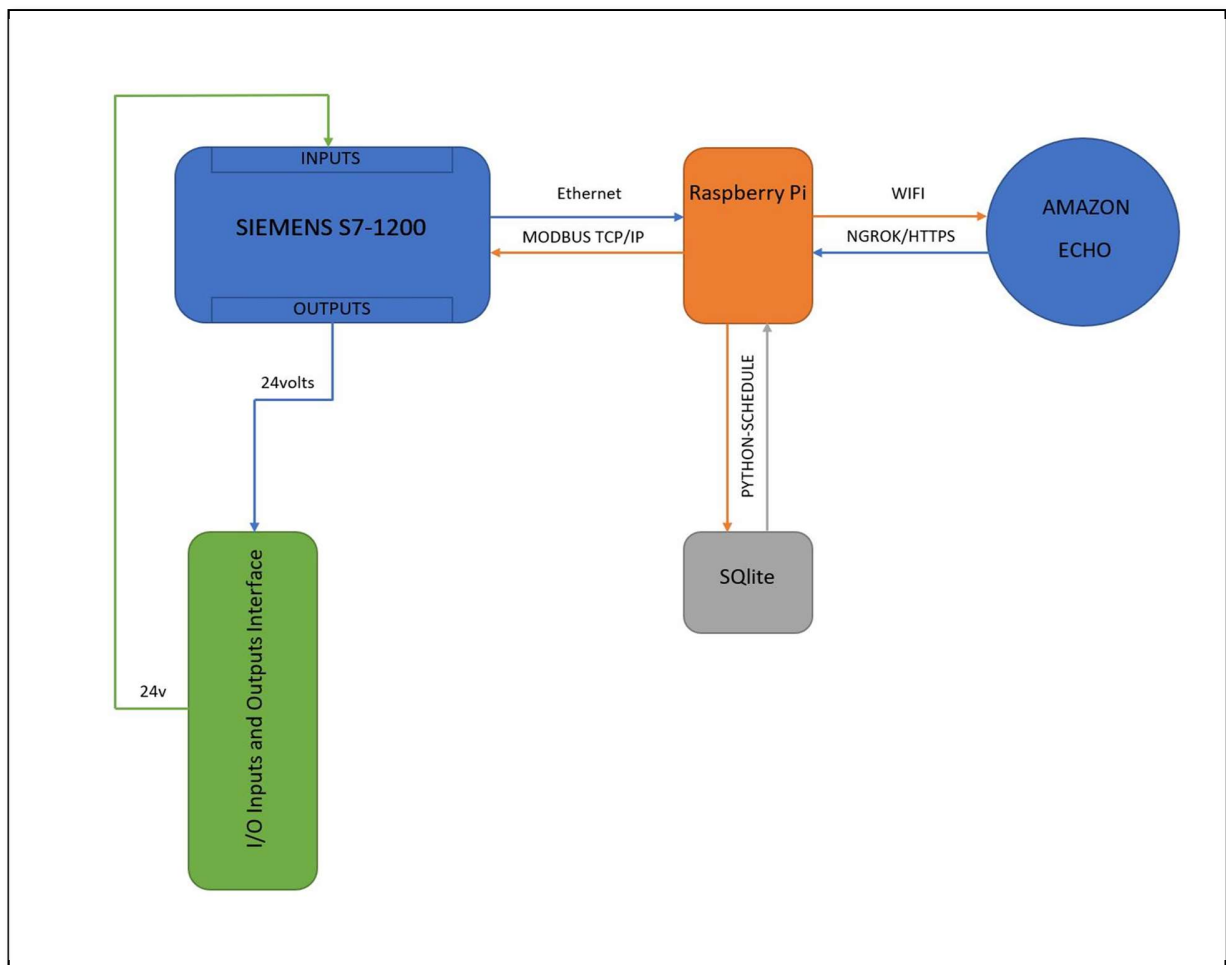 INPUTS
SIEMENS S7-1200
OUTPUTS
Ethernet
MODBUS TCP/IP
Raspberry Pi
WIFI
NGROK/HTTPS
AMAZON
ECHO
24volts
PYTHON-SCHEDULE
SQlite
I/O Inputs and Outputs Interface
24v